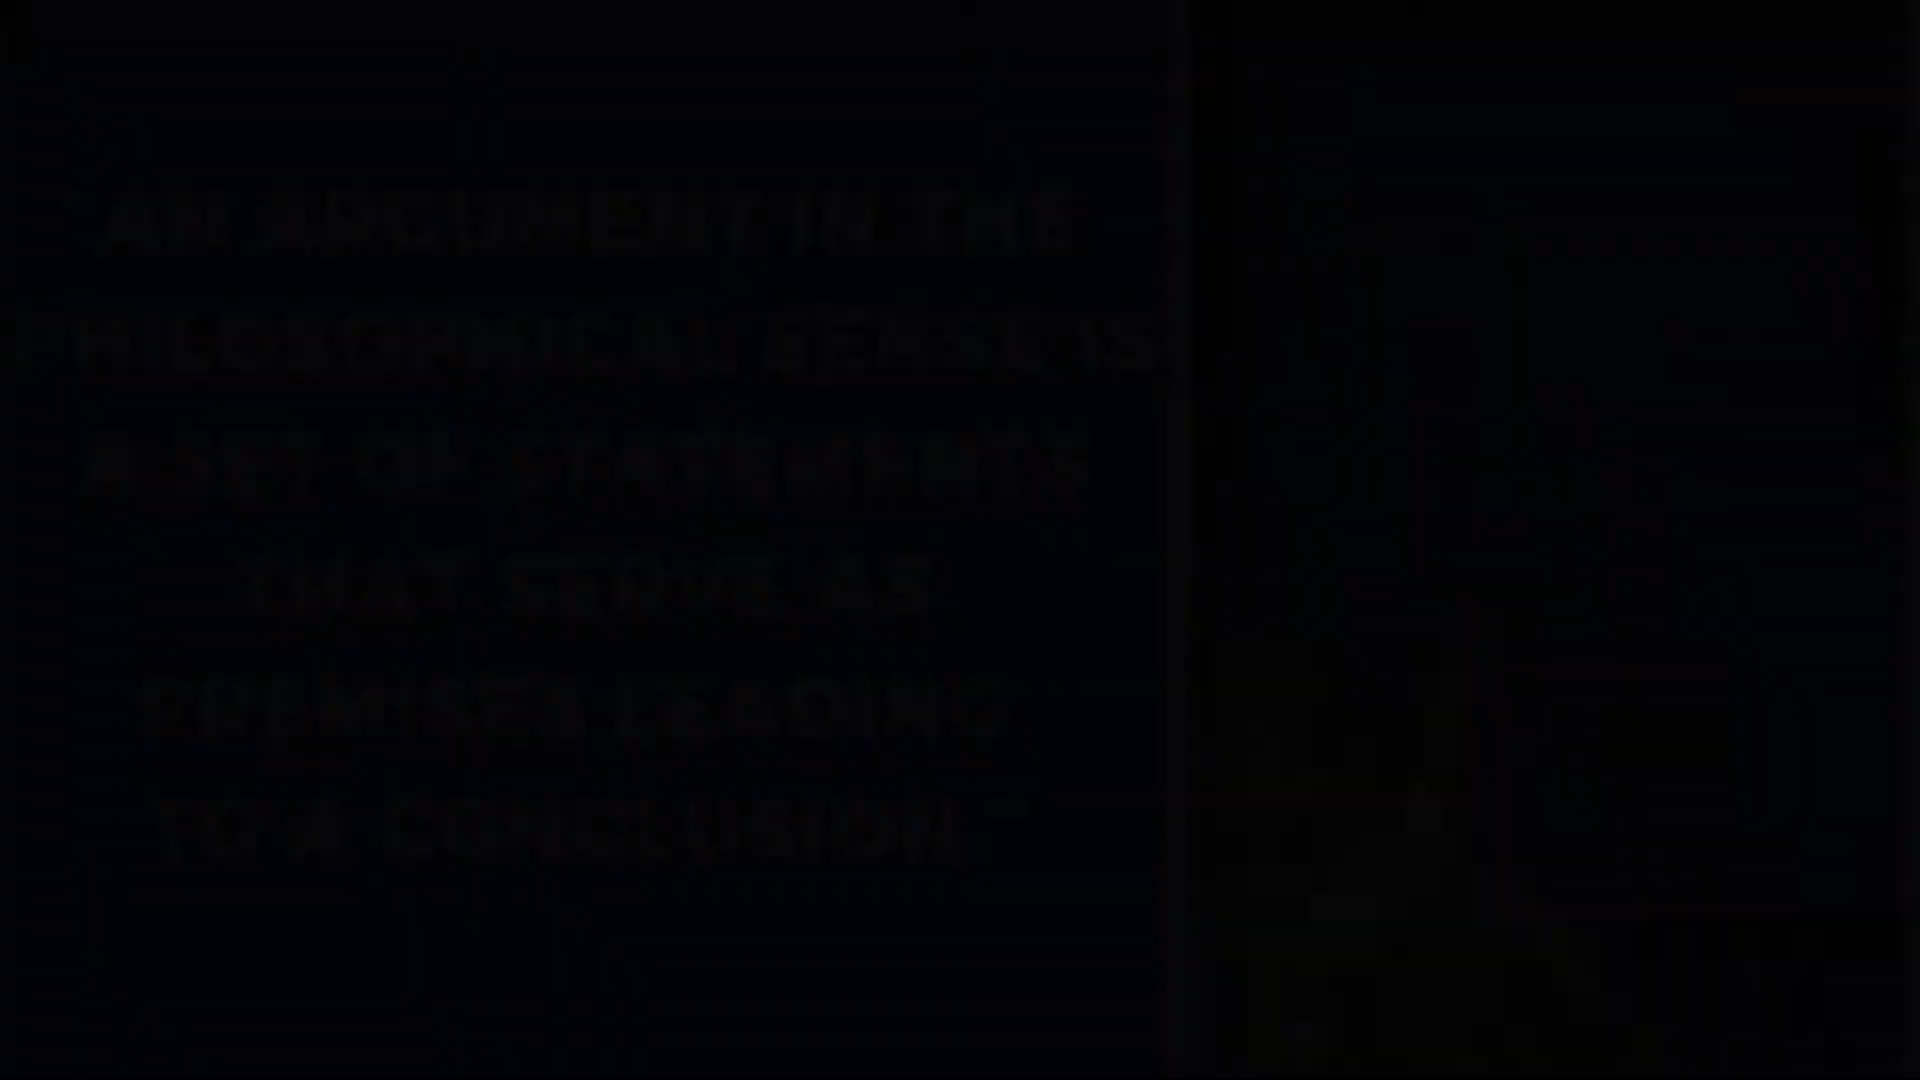 "AN ARGUMENT IN THE
PHILOSOPHICAL SENSE IS
A SET OF STATEMENTS
THAT SERVE AS
PREMISES LEADING
TO A CONCLUSION."